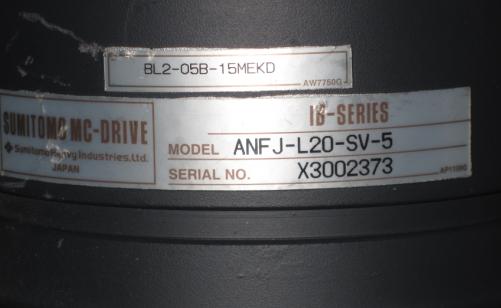 BL2-05B-15MEKD
AW7750G
SUMITOMO MC-DRIVE
Sumitomo Heavy Industries, Ltd.
JAPAN
IB-SERIES
MODEL ANFJ-L20-SV-5
SERIAL NO. X3002373